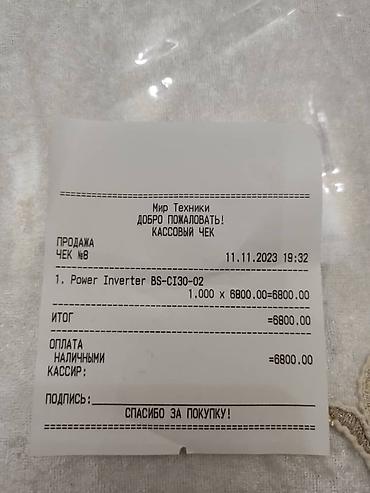 Мир Техники
ДОБРО ПОЖАЛОВАТЬ!
КАССОВЫЙ ЧЕК
ПРОДАЖА
ЧЕК №8 11.11.2023 19:32
1. Power Inverter BS-CI30-02
1.000 x 6800.00=6800.00
ИТОГ =6800.00
ОПЛАТА
НАЛИЧНЫМИ =6800.00
КАССИР:
ПОДПИСЬ:
СПАСИБО ЗА ПОКУПКУ!